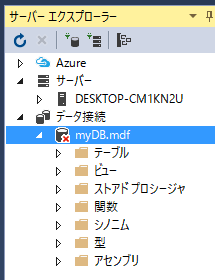 サーバー エクスプローラー
Azure
サーバー
DESKTOP-CM1KN2U
データ接続
myDB.mdf
テーブル
ビュー
ストアド プロシージャ
関数
シノニム
型
アセンブリ